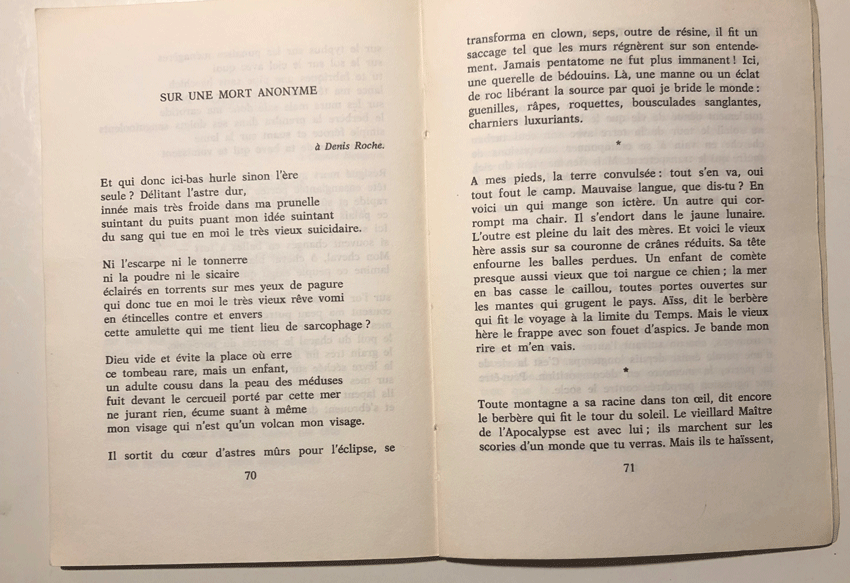 SUR UNE MORT ANONYME
à Denis Roche.
Et qui donc ici-bas hurle sinon l'ère
seule ? Délitant l'astre dur,
innée mais très froide dans ma prunelle
suintant du puits puant mon idée suintant
du sang qui tue en moi le très vieux suicidaire.
Ni l'escarpe ni le tonnerre
ni la poudre ni le sicaire
éclairés en torrents sur mes yeux de pagure
qui donc tue en moi le très vieux rêve vomi
en étincelles contre et envers
cette amulette qui me tient lieu de sarcophage ?
Dieu vide et évite la place où erre
ce tombeau rare, mais un enfant,
un adulte cousu dans la peau des méduses
fuit devant le cercueil porté par cette mer
ne jurant rien, écume suant à même
mon visage qui n'est qu'un volcan mon visage.
Il sortit du cœur d'astres mûrs pour l'éclipse, se
70
transforma en clown, seps, outre de résine, il fit un
saccage tel que les murs régnèrent sur son entende-
ment. Jamais pentatome ne fut plus immanent ! Ici,
une querelle de bédouins. Là, une manne ou un éclat
de roc libérant la source par quoi je bride le monde :
guenilles, râpes, roquettes, bousculades sanglantes,
charniers luxuriants.
*
A mes pieds, la terre convulsée : tout s'en va, oui
tout fout le camp. Mauvaise langue, que dis-tu ? En
voici un qui mange son ictère. Un autre qui cor-
rompt ma chair. Il s'endort dans le jaune lunaire.
L'outre est pleine du lait des mères. Et voici le vieux
hère assis sur sa couronne de crânes réduits. Sa tête
enfourne les balles perdues. Un enfant de comète
presque aussi vieux que toi nargue ce chien ; la mer
en bas casse le caillou, toutes portes ouvertes sur
les mantes qui grugent le pays. Aïss, dit le berbère
qui fit le voyage à la limite du Temps. Mais le vieux
hère le frappe avec son fouet d'aspics. Je bande mon
rire et m'en vais.
*
Toute montagne a sa racine dans ton œil, dit encore
le berbère qui fit le tour du soleil. Le vieillard Maître
de l'Apocalypse est avec lui ; ils marchent sur les
scories d'un monde que tu verras. Mais ils te haïssent,
71